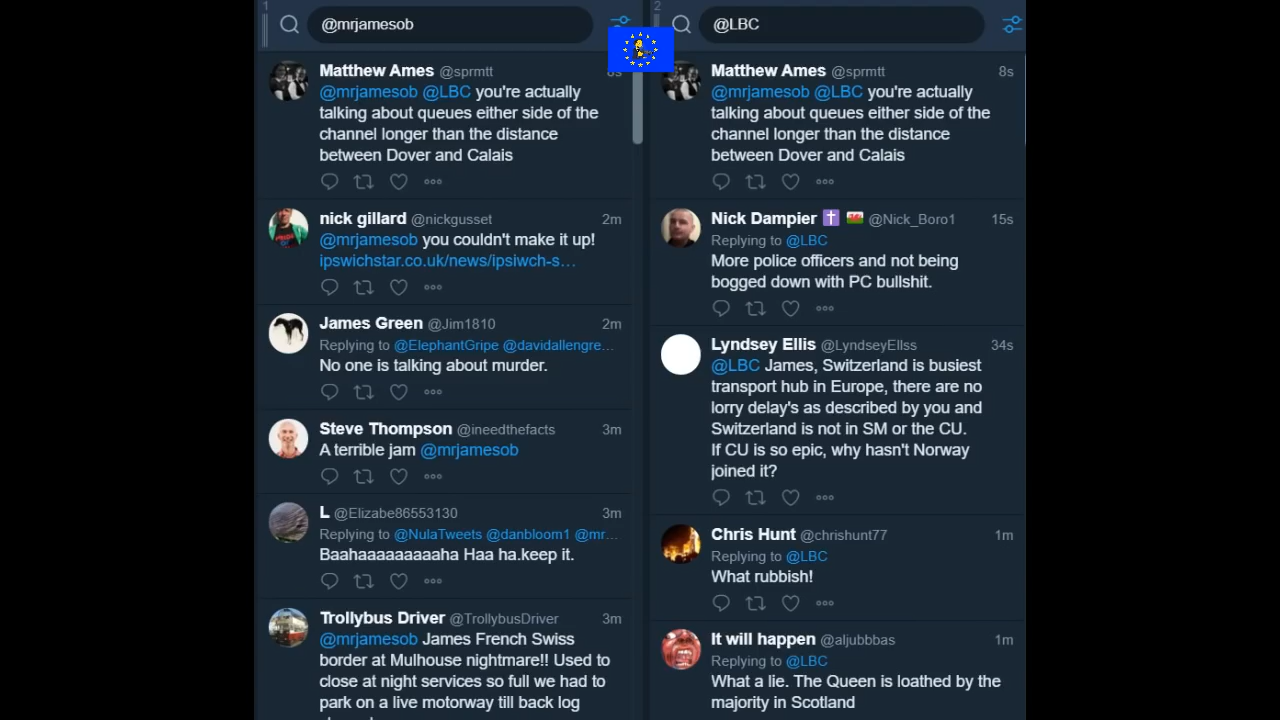 1
@mrjamesob
Matthew Ames @sprmtt 8s
@mrjamesob @LBC you're actually
talking about queues either side of the
channel longer than the distance
between Dover and Calais
nick gillard @nickgusset 2m
@mrjamesob you couldn't make it up!
ipswichstar.co.uk/news/ipsiwch-s…
James Green @Jim1810 2m
Replying to @ElephantGripe @davidallengre…
No one is talking about murder.
Steve Thompson @ineedthefacts 3m
A terrible jam @mrjamesob
L @Elizabe86553130 3m
Replying to @NulaTweets @danbloom1 @mr…
Baahaaaaaaaaaha Haa ha.keep it.
Trollybus Driver @TrollybusDriver 3m
@mrjamesob James French Swiss
border at Mulhouse nightmare!! Used to
close at night services so full we had to
park on a live motorway till back log
2
@LBC
Matthew Ames @sprmtt 8s
@mrjamesob @LBC you're actually
talking about queues either side of the
channel longer than the distance
between Dover and Calais
Nick Dampier @Nick_Boro1 15s
Replying to @LBC
More police officers and not being
bogged down with PC bullshit.
Lyndsey Ellis @LyndseyEllss 34s
@LBC James, Switzerland is busiest
transport hub in Europe, there are no
lorry delay's as described by you and
Switzerland is not in SM or the CU.
If CU is so epic, why hasn't Norway
joined it?
Chris Hunt @chrishunt77 1m
Replying to @LBC
What rubbish!
It will happen @aljubbbas 1m
Replying to @LBC
What a lie. The Queen is loathed by the
majority in Scotland